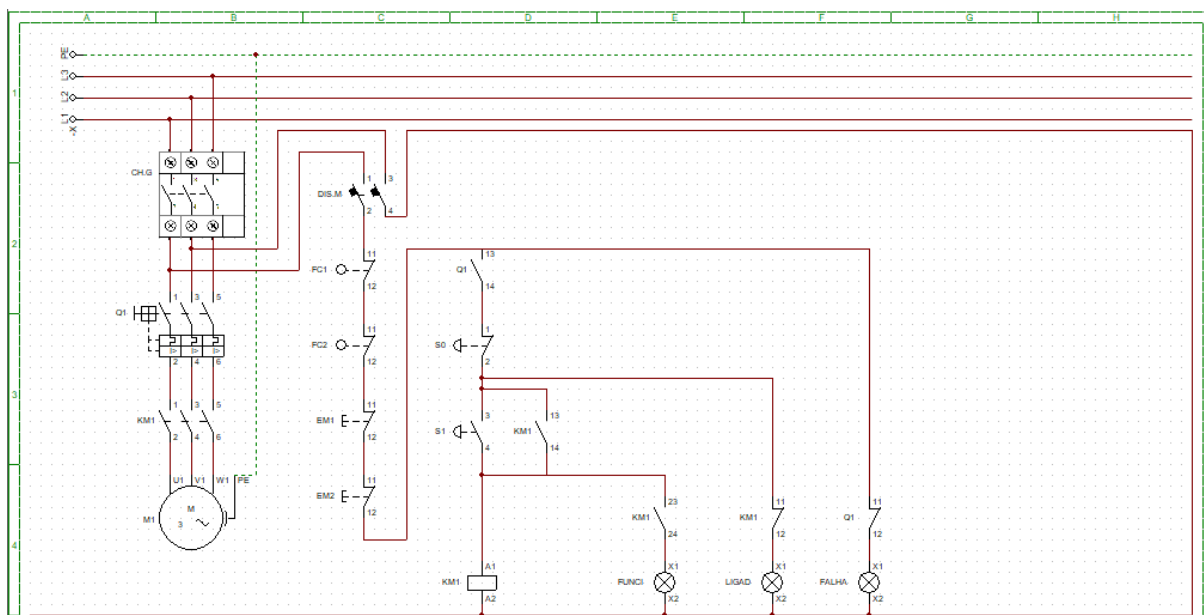 A B C D E F G H
PE
L3
1
L2
L1
-X
CH.G
1 3
DIS.M
2 4
2
11 13
FC1 Q1
12 14
1 3 5
Q1
11 1
FC2 S0
2 4 6 12 2
3
1 3 5 11 3 13
KM1 EM1 S1 KM1
2 4 6 12 4 14
U1 V1 W1 PE 11
EM2
23 11 11
12
M
M1 3
KM1 KM1 Q1
24 12 12
4
A1 X1 X1 X1
KM1 FUNCI LIGAD FALHA
A2 X2 X2 X2